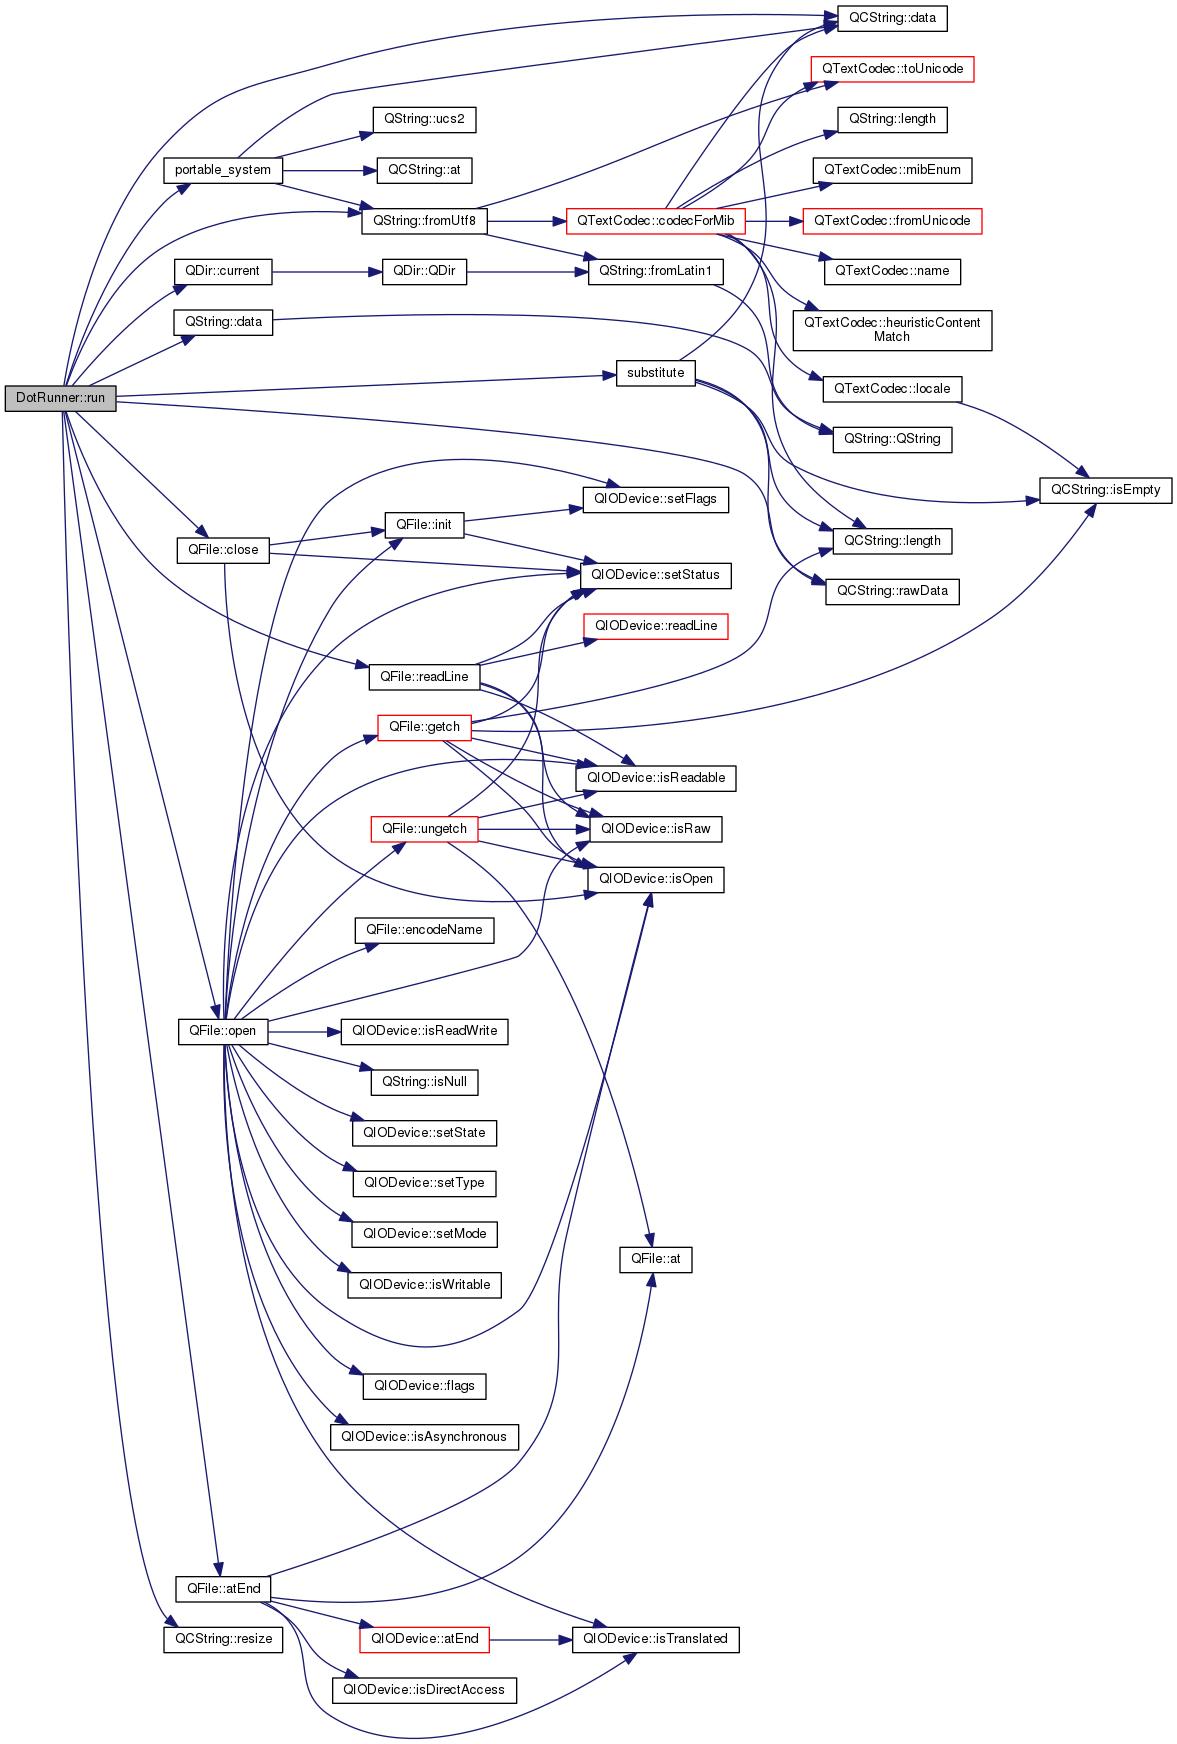 QCString::data
QTextCodec::toUnicode
QString::ucs2
QString::length
portable_system
QCString::at
QTextCodec::mibEnum
QString::fromUtf8
QTextCodec::codecForMib
QTextCodec::fromUnicode
QDir::current
QDir::QDir
QString::fromLatin1
QTextCodec::name
QString::data
QTextCodec::heuristicContent
Match
substitute
QTextCodec::locale
DotRunner::run
QString::QString
QCString::isEmpty
QIODevice::setFlags
QFile::init
QCString::length
QFile::close
QIODevice::setStatus
QCString::rawData
QIODevice::readLine
QFile::readLine
QFile::getch
QIODevice::isReadable
QFile::ungetch
QIODevice::isRaw
QIODevice::isOpen
QFile::encodeName
QFile::open
QIODevice::isReadWrite
QString::isNull
QIODevice::setState
QIODevice::setType
QIODevice::setMode
QFile::at
QIODevice::isWritable
QIODevice::flags
QIODevice::isAsynchronous
QFile::atEnd
QCString::resize
QIODevice::atEnd
QIODevice::isTranslated
QIODevice::isDirectAccess